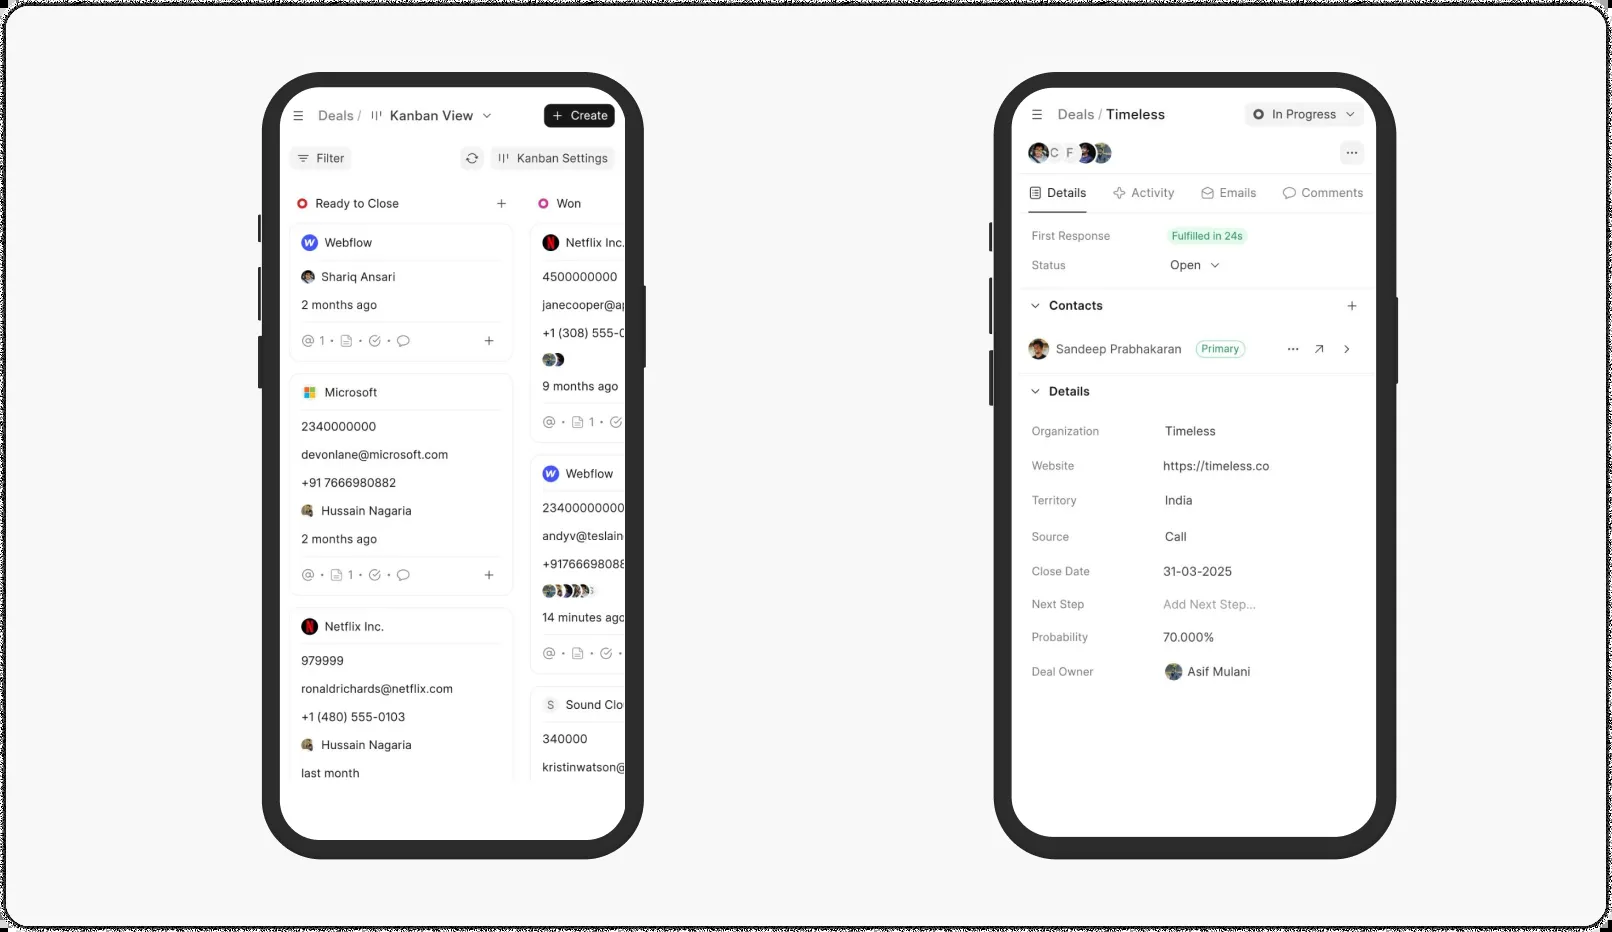 Deals / Kanban View
+ Create
Filter
Kanban Settings
Ready to Close
Webflow
Shariq Ansari
2 months ago
@ 1 · · ·
Microsoft
2340000000
devonlane@microsoft.com
+91 7666980882
Hussain Nagaria
2 months ago
@ · 1 · ·
Netflix Inc.
979999
ronaldrichards@netflix.com
+1 (480) 555-0103
Hussain Nagaria
last month
Won
Netflix Inc.
4500000000
janecooper@a
+1 (308) 555-0
9 months ago
@ · 1 ·
Webflow
23400000000
andyv@teslain
+9176669808
14 minutes ago
@ · · ·
S Sound Clo
340000
kristinwatson@
Deals / Timeless
In Progress
C F
Details
Activity
Emails
Comments
First Response Fulfilled in 24s
Status Open
Contacts
Sandeep Prabhakaran Primary
Details
Organization Timeless
Website https://timeless.co
Territory India
Source Call
Close Date 31-03-2025
Next Step Add Next Step...
Probability 70.000%
Deal Owner Asif Mulani